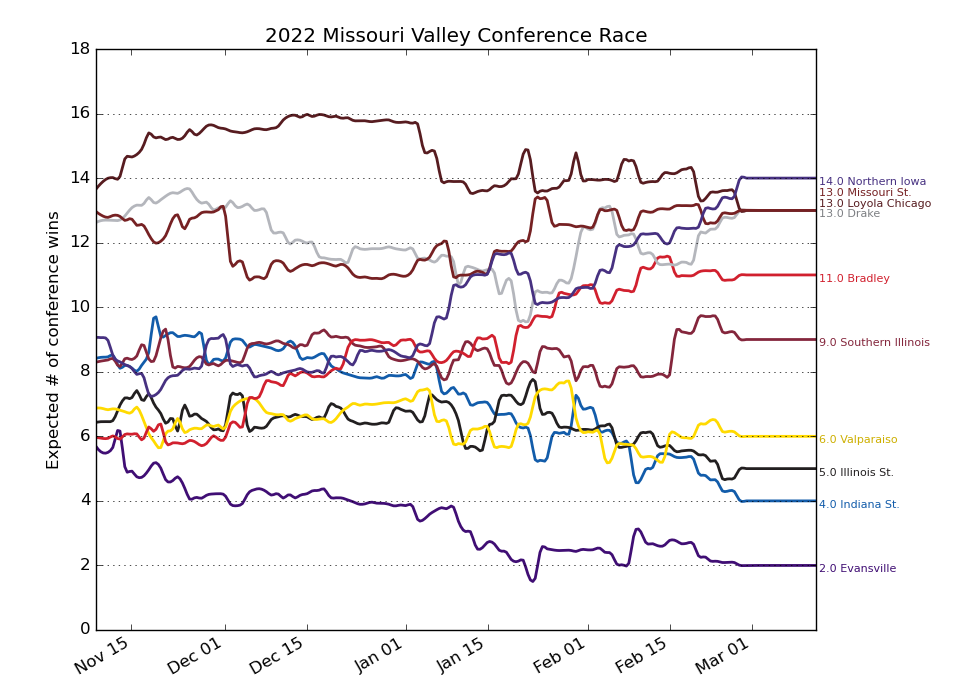 2022 Missouri Valley Conference Race
Expected # of conference wins
18
16
14
12
10
8
6
4
2
0
14.0 Northern Iowa
13.0 Missouri St.
13.0 Loyola Chicago
13.0 Drake
11.0 Bradley
9.0 Southern Illinois
6.0 Valparaiso
5.0 Illinois St.
4.0 Indiana St.
2.0 Evansville
Nov 15
Dec 01
Dec 15
Jan 01
Jan 15
Feb 01
Feb 15
Mar 01